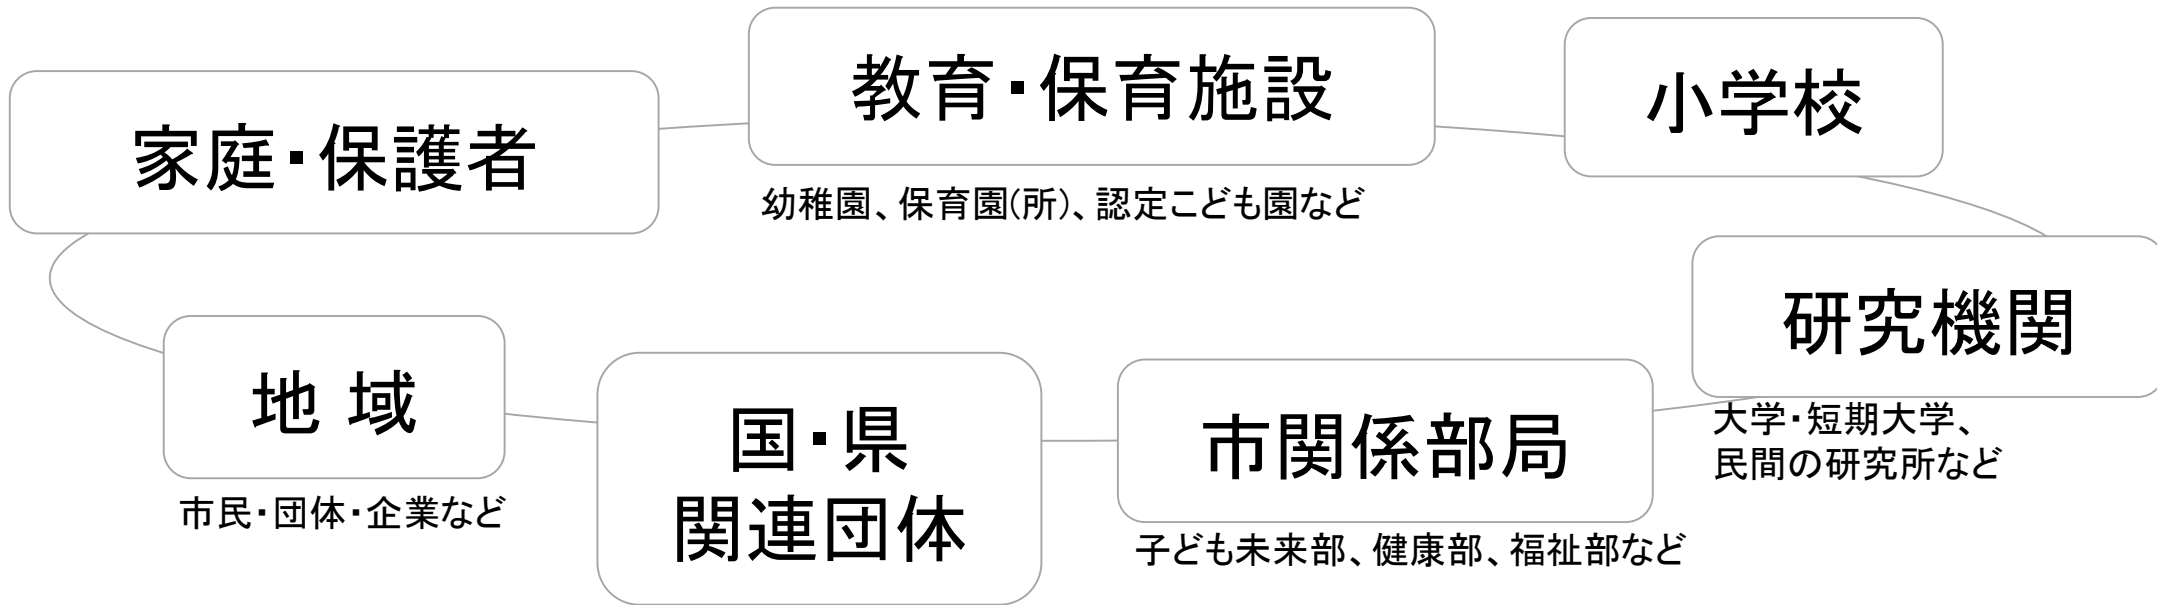 教育・保育施設
幼稚園、保育園(所)、認定こども園など
小学校
家庭・保護者
研究機関
大学・短期大学、
民間の研究所など
地 域
市民・団体・企業など
国・県
関連団体
市関係部局
子ども未来部、健康部、福祉部など